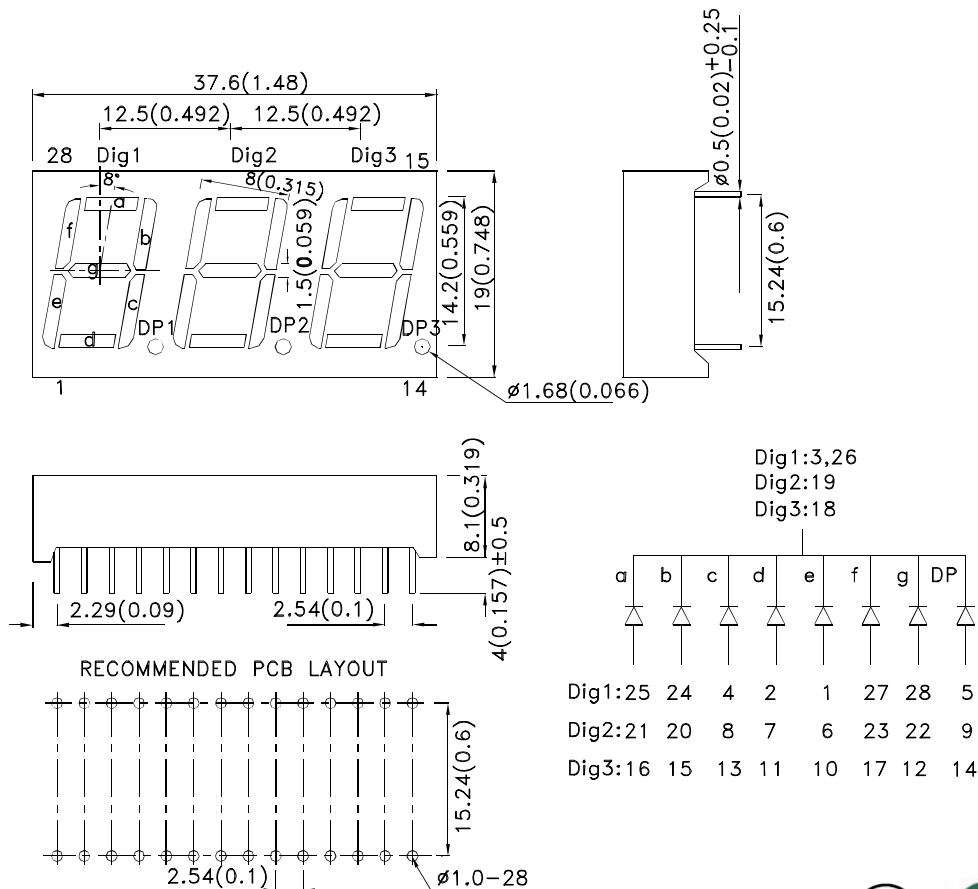 37.6(1.48)
12.5(0.492) 12.5(0.492)
28 Dig1 Dig2 Dig3 15
8° 8(0.315)
a
f b
g
e c
d
DP1 DP2 DP3
1.5(0.059)
14.2(0.559)
19(0.748)
1 14
ø1.68(0.066)
ø0.5(0.02)+0.25 -0.1
15.24(0.6)
8.1(0.319)
4(0.157)±0.5
2.29(0.09) 2.54(0.1)
Dig1:3,26
Dig2:19
Dig3:18
a b c d e f g DP
Dig1:25 24 4 2 1 27 28 5
Dig2:21 20 8 7 6 23 22 9
Dig3:16 15 13 11 10 17 12 14
RECOMMENDED PCB LAYOUT
15.24(0.6)
2.54(0.1)
ø1.0-28